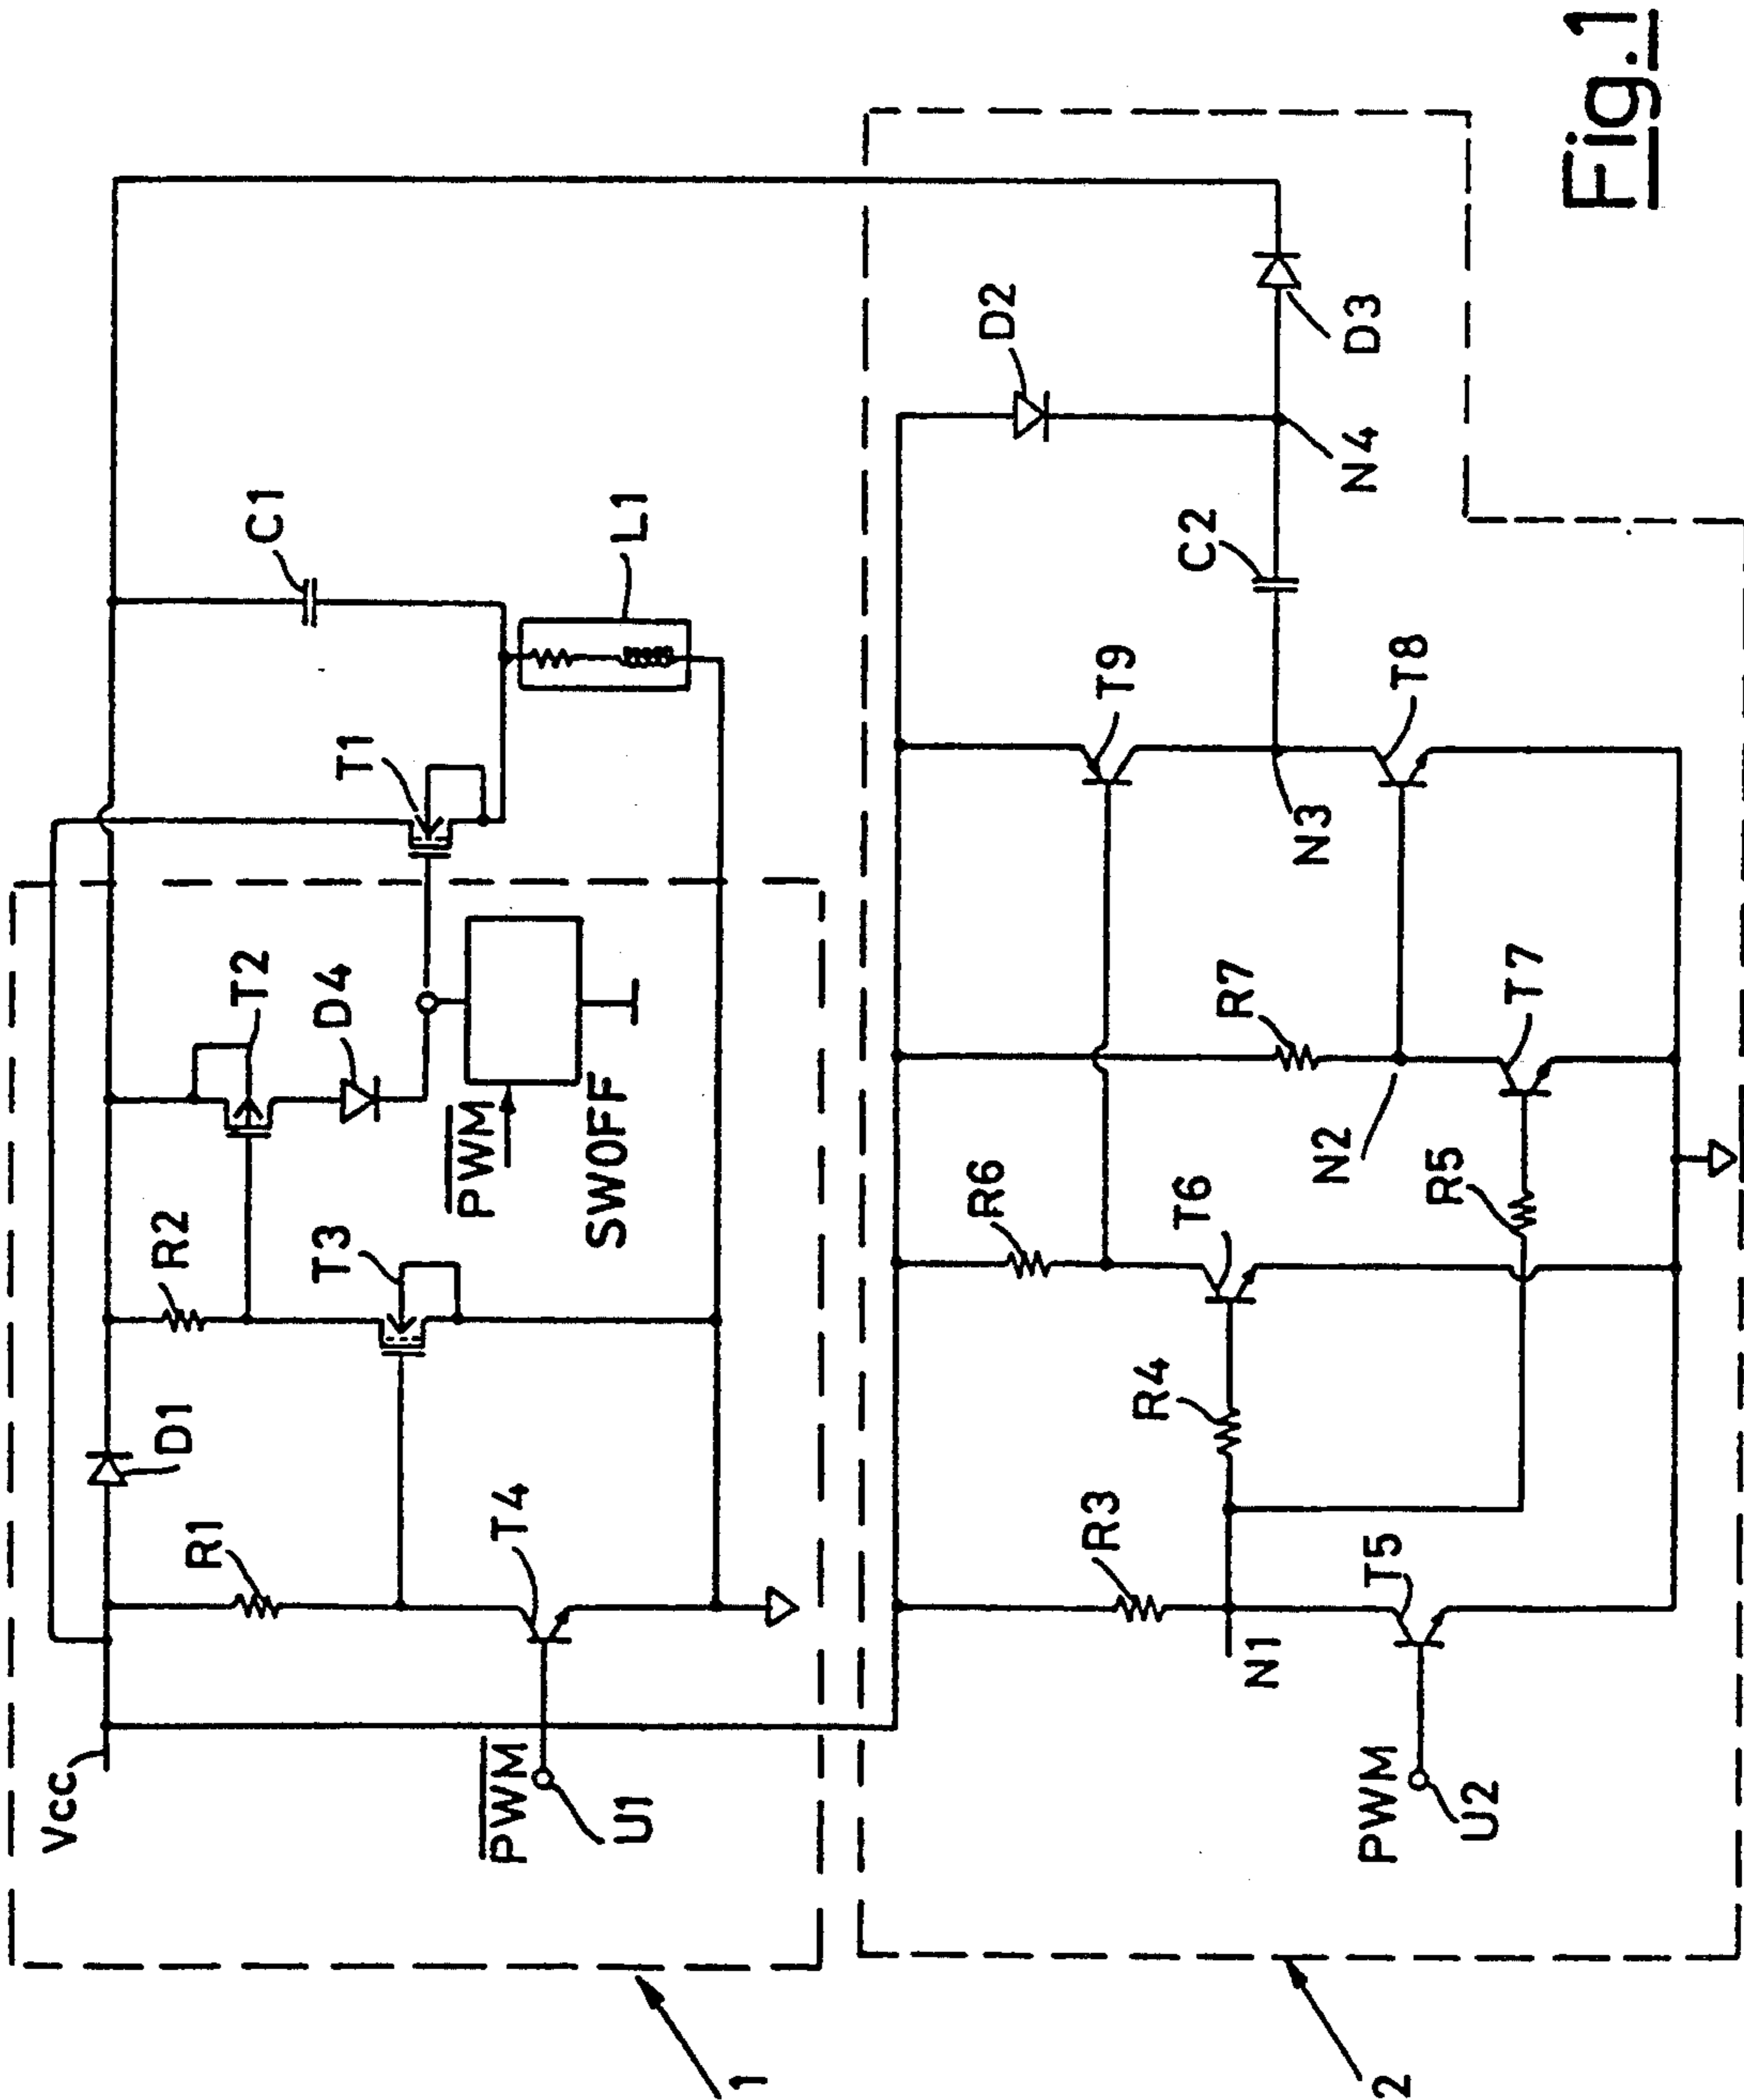 Vcc
D1
R1
R2
T2
D4
T3
T4
T1
C1
L1
PWM
U1
PWM
SWOFF
1
D2
D3
R3
R4
R6
T6
R7
T9
C2
N1
T5
N2
R5
T7
N3
T8
N4
PWM
U2
2
Fig.1